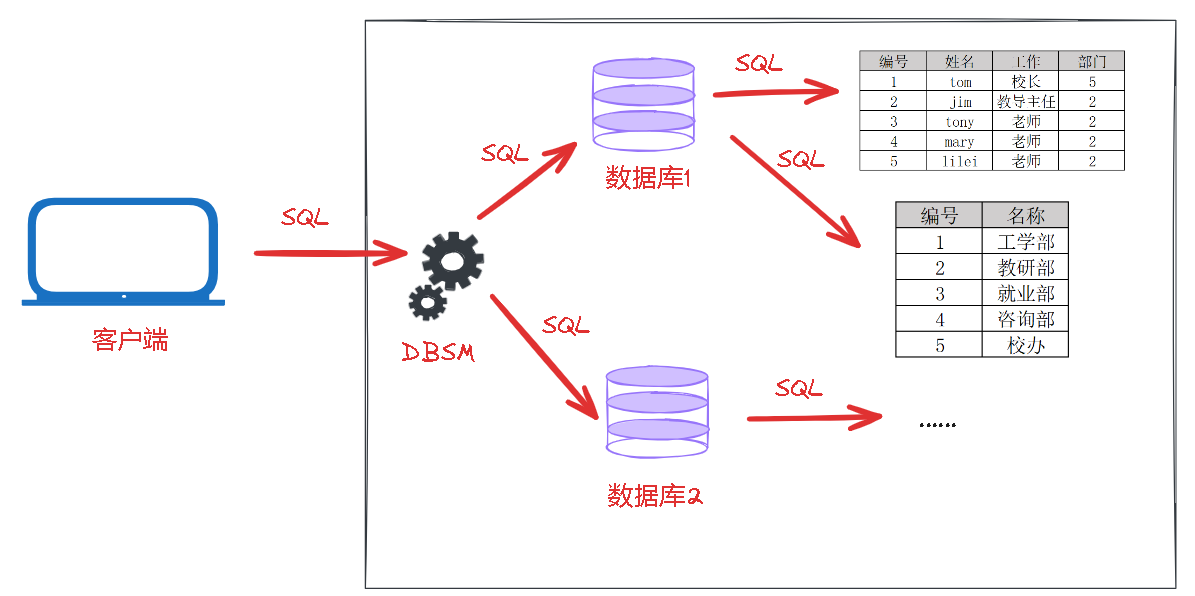 SQL
客户端
DBSM
SQL
SQL
数据库1
数据库2
SQL
SQL
SQL
编号 姓名 工作 部门
1 tom 校长 5
2 jim 教导主任 2
3 tony 老师 2
4 mary 老师 2
5 lilei 老师 2
编号 名称
1 工学部
2 教研部
3 就业部
4 咨询部
5 校办
......